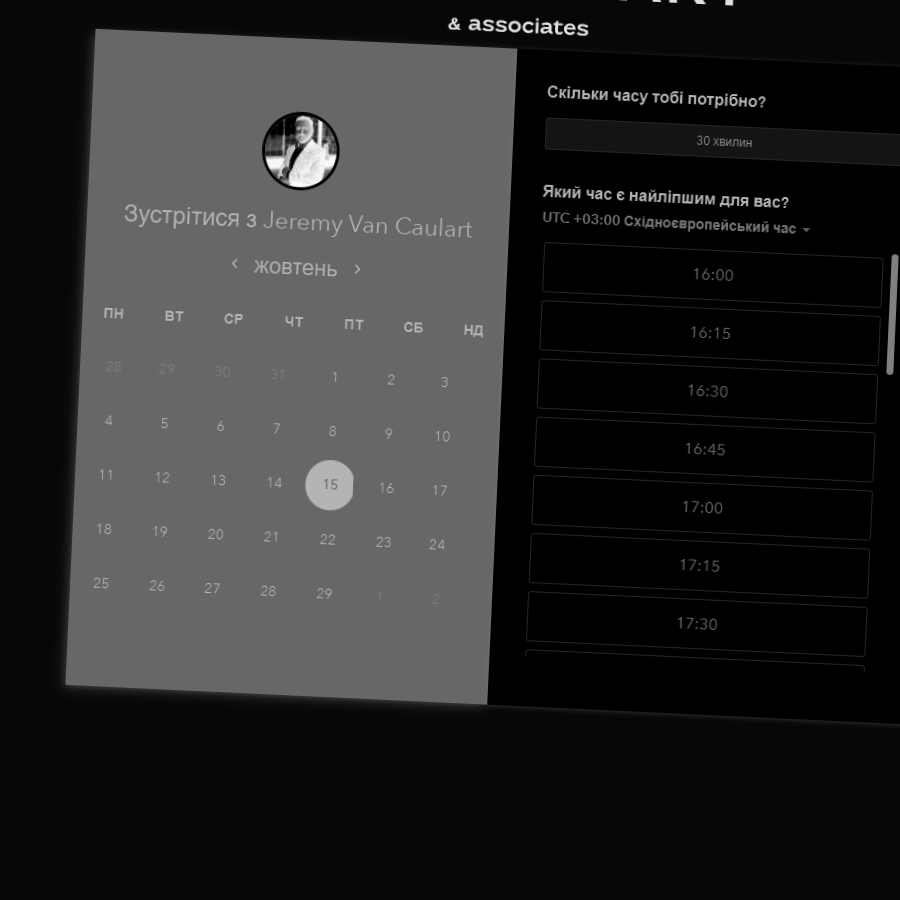 & associates
Зустрітися з Jeremy Van Caulart
жовтень
ПН ВТ СР ЧТ ПТ СБ НД
28 29 30 31 1 2 3
4 5 6 7 8 9 10
11 12 13 14 15 16 17
18 19 20 21 22 23 24
25 26 27 28 29 1 2
Скільки часу тобі потрібно?
30 хвилин
Який час є найліпшим для вас?
UTC +03:00 Східноєвропейський час
16:00
16:15
16:30
16:45
17:00
17:15
17:30